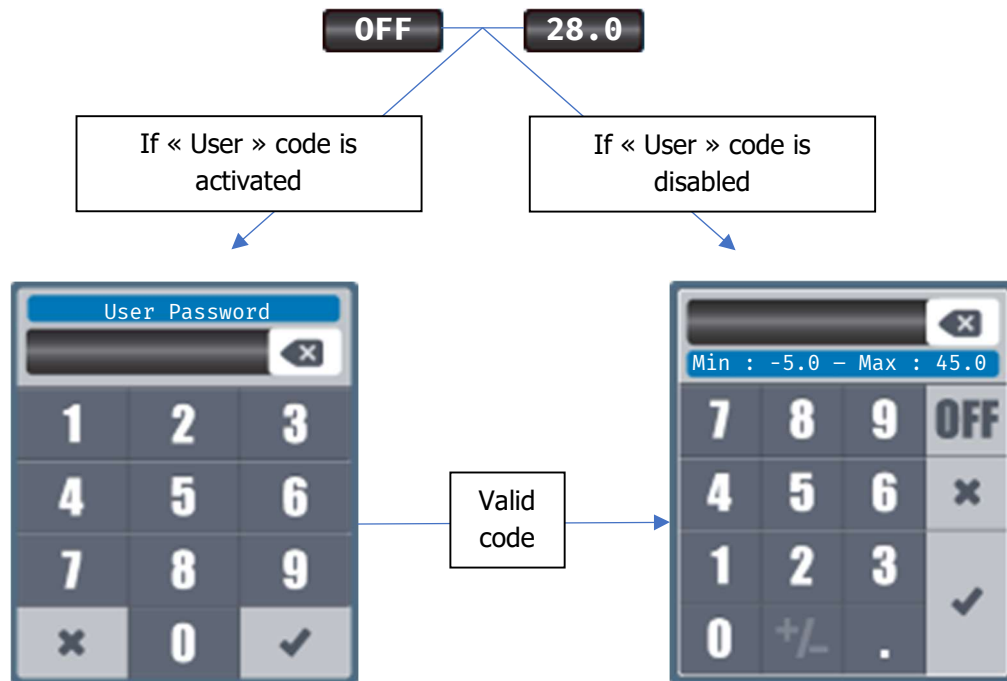 OFF 28.0
If « User » code is
activated
If « User » code is
disabled
User Password
1 2 3
4 5 6
7 8 9
0
Valid
code
Min : -5.0 – Max : 45.0
7 8 9 OFF
4 5 6
1 2 3
0 +/- .